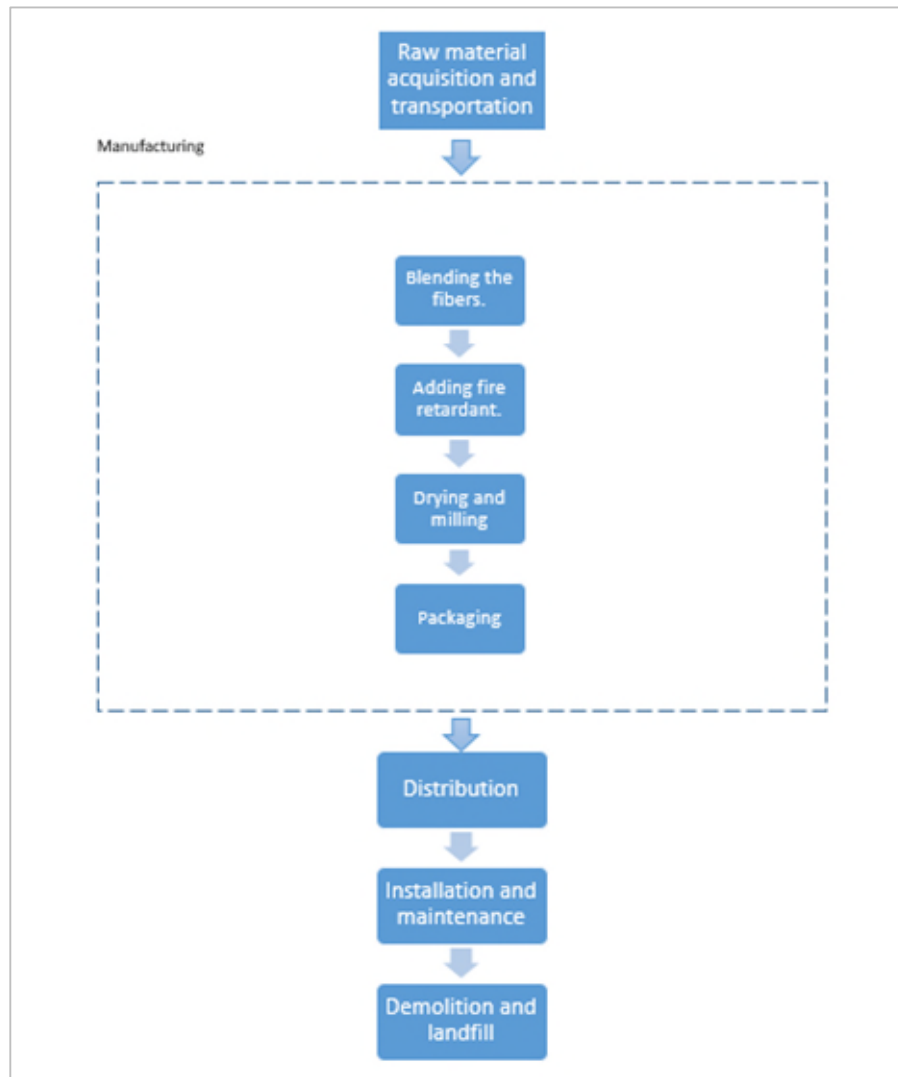 Raw material
acquisition and
transportation
Manufacturing
Blending the
fibers.
Adding fire
retardant.
Drying and
milling
Packaging
Distribution
Installation and
maintenance
Demolition and
landfill